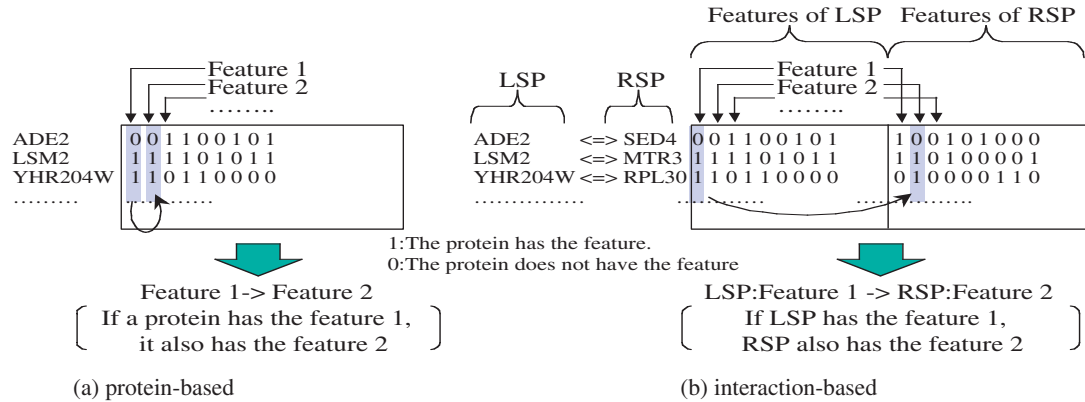 Feature 1
Feature 2
........
ADE2 0 0 1 1 0 0 1 0 1
LSM2 1 1 1 1 0 1 0 1 1
YHR204W 1 1 0 1 1 0 0 0 0
.........
Feature 1-> Feature 2
If a protein has the feature 1,
it also has the feature 2
(a) protein-based
1:The protein has the feature.
0:The protein does not have the feature
Features of LSP Features of RSP
Feature 1
LSP RSP Feature 2
........
ADE2 <=> SED4 0 0 1 1 0 0 1 0 1 1 0 0 1 0 1 0 0 0
LSM2 <=> MTR3 1 1 1 1 0 1 0 1 1 1 1 0 1 0 0 0 0 1
YHR204W <=> RPL30 1 1 0 1 1 0 0 0 0 0 1 0 0 0 0 1 1 0
LSP:Feature 1 -> RSP:Feature 2
If LSP has the feature 1,
RSP also has the feature 2
(b) interaction-based